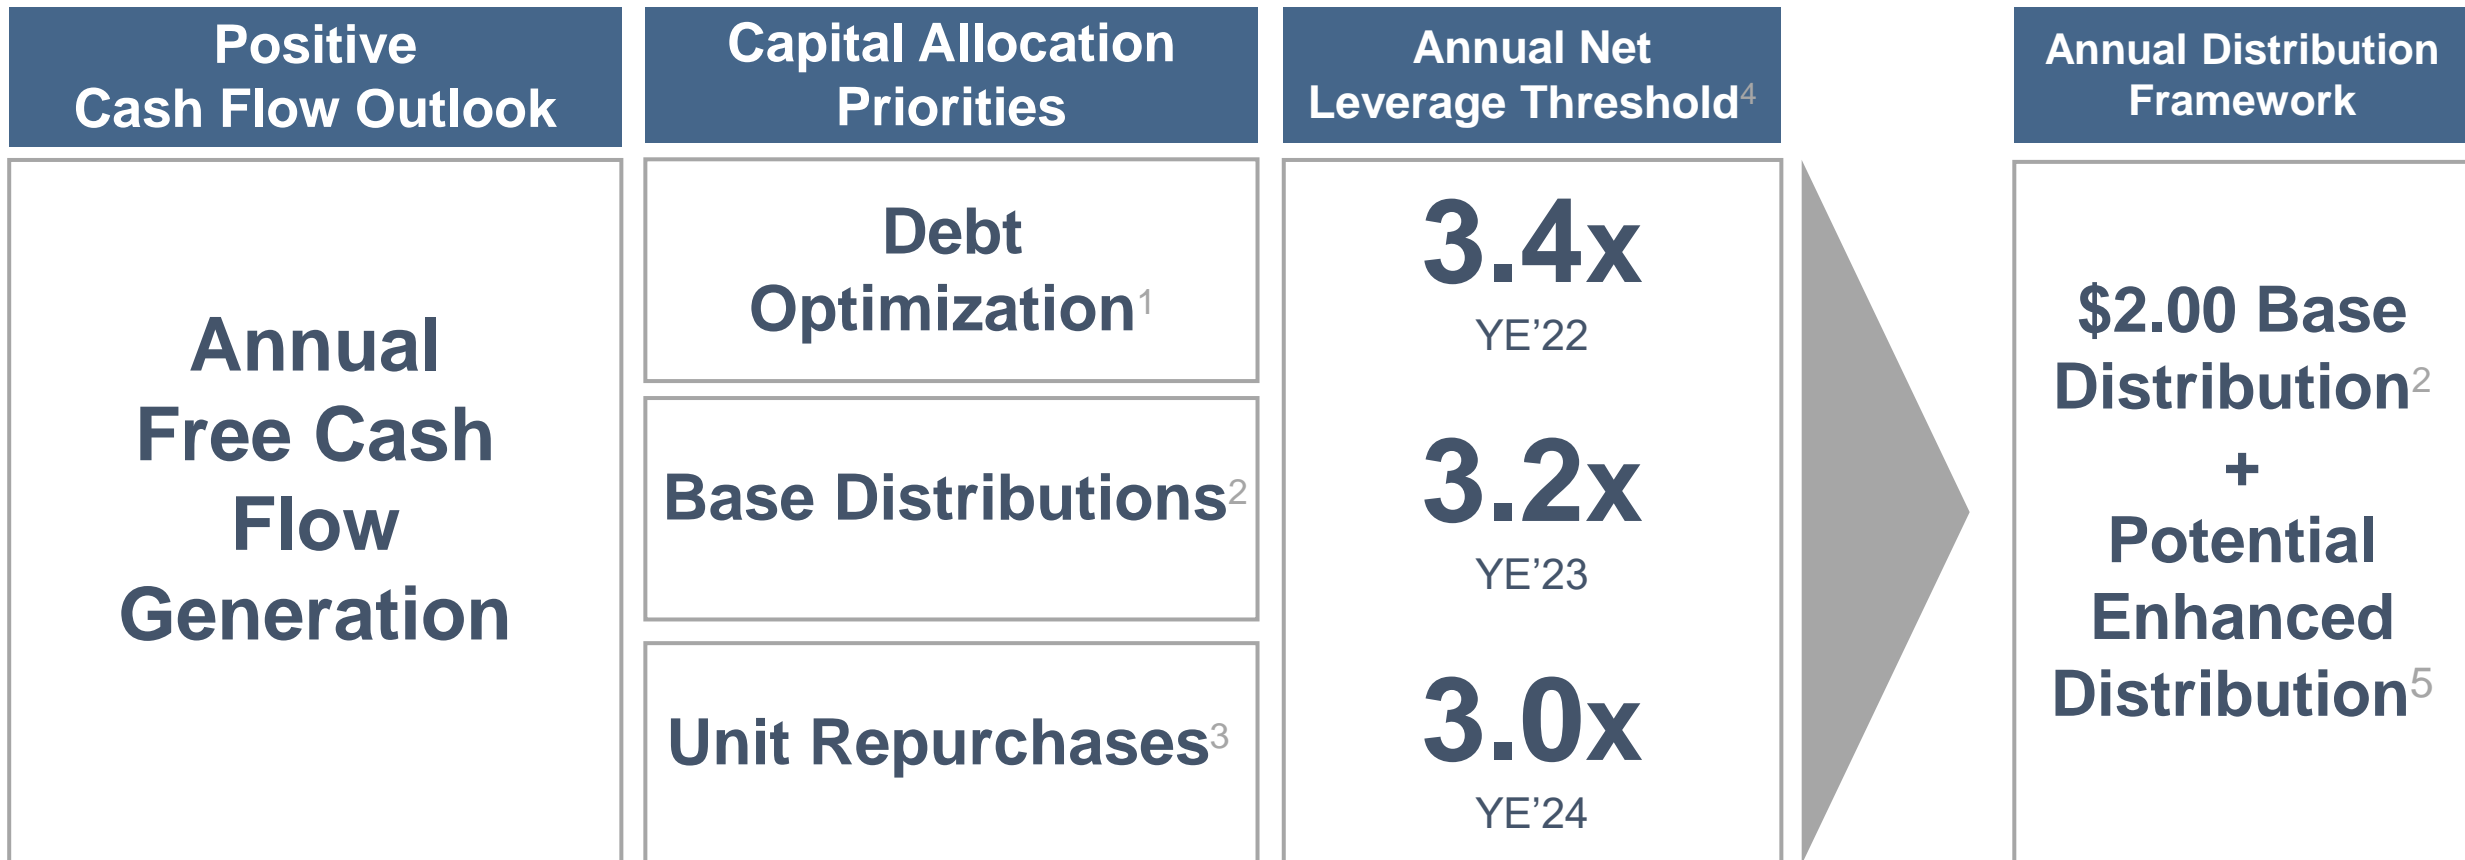 Positive
Cash Flow Outlook
Annual
Free Cash
Flow
Generation
Capital Allocation
Priorities
Debt
Optimization1
Base Distributions2
Unit Repurchases3
Annual Net
Leverage Threshold4
3.4x
YE’22
3.2x
YE’23
3.0x
YE’24
Annual Distribution
Framework
$2.00 Base
Distribution2
+
Potential
Enhanced
Distribution5